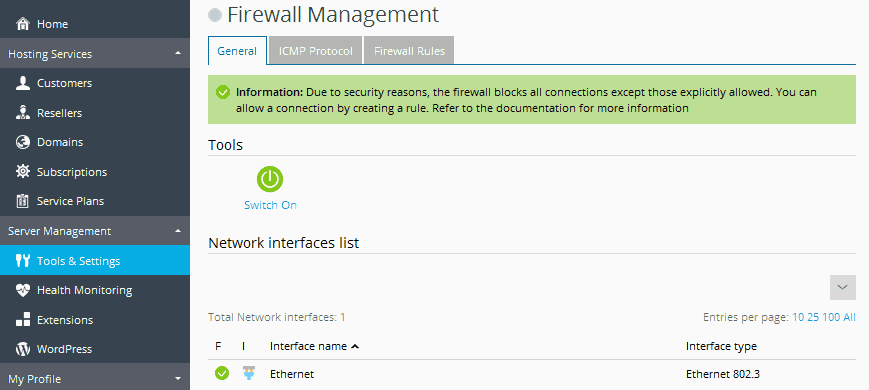 Home
Hosting Services
Customers
Resellers
Domains
Subscriptions
Service Plans
Server Management
Tools & Settings
Health Monitoring
Extensions
WordPress
My Profile
Firewall Management
General ICMP Protocol Firewall Rules
Information: Due to security reasons, the firewall blocks all connections except those explicitly allowed. You can
allow a connection by creating a rule. Refer to the documentation for more information
Tools
Switch On
Network interfaces list
Total Network interfaces: 1 Entries per page: 10 25 100 All
F I Interface name Interface type
Ethernet Ethernet 802.3